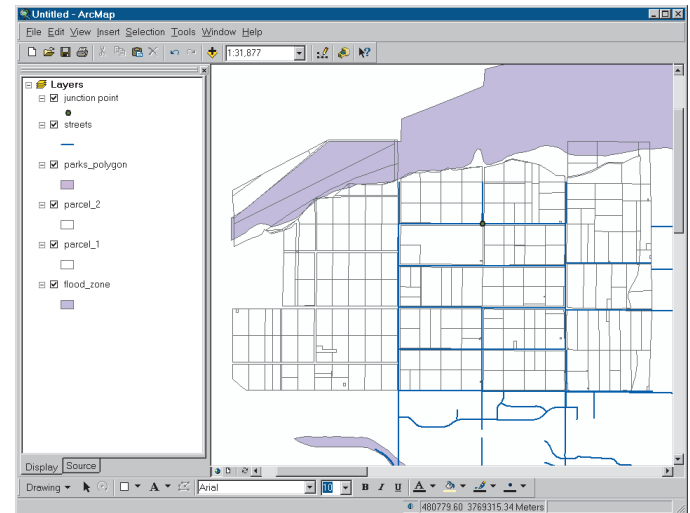 Untitled - ArcMap
File Edit View Insert Selection Tools Window Help
1:31,877
Layers
junction point
streets
parks_polygon
parcel_2
parcel_1
flood_zone
Display Source
Drawing A Arial 10 B I U A
480779.60 3769315.34 Meters